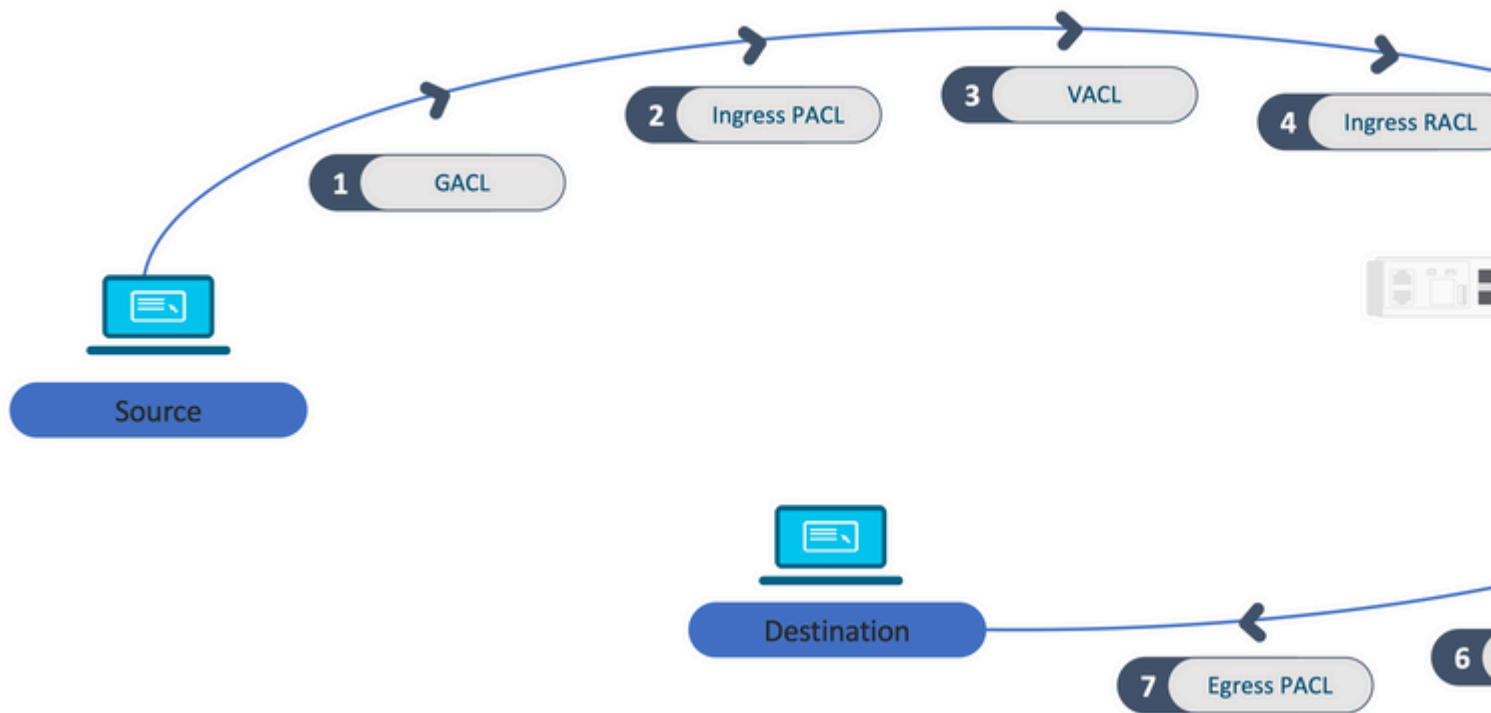 1 GACL
2 Ingress PACL
3 VACL
4 Ingress RACL
Source
Destination
6
7 Egress PACL